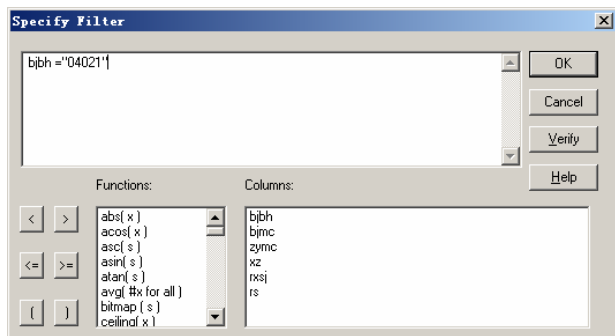 Specify Filter
bjbh ="04021"
OK
Cancel
Verify
Help
Functions:
Columns:
< >
<= >=
( )
abs( x )
acos( x )
asc( s )
asin( s )
atan( s )
avg( #x for all )
bitmap ( s )
ceiling( x )
bjbh
bjmc
zymc
xz
rxsj
rs